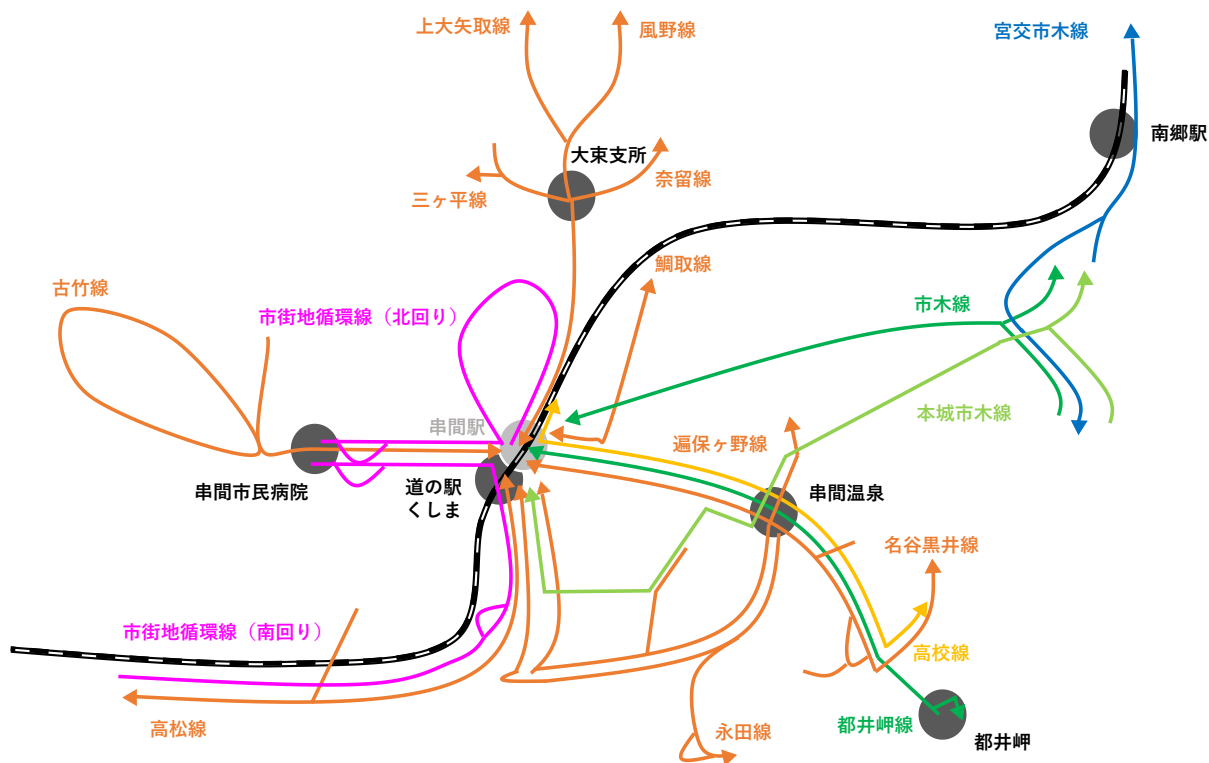 上大矢取線
風野線
宮交市木線
南郷駅
大束支所
奈留線
三ヶ平線
鯛取線
古竹線
市街地循環線（北回り）
市木線
串間駅
本城市木線
遍保ヶ野線
串間市民病院
道の駅
くしま
串間温泉
名谷黒井線
市街地循環線（南回り）
高校線
高松線
永田線
都井岬線
都井岬